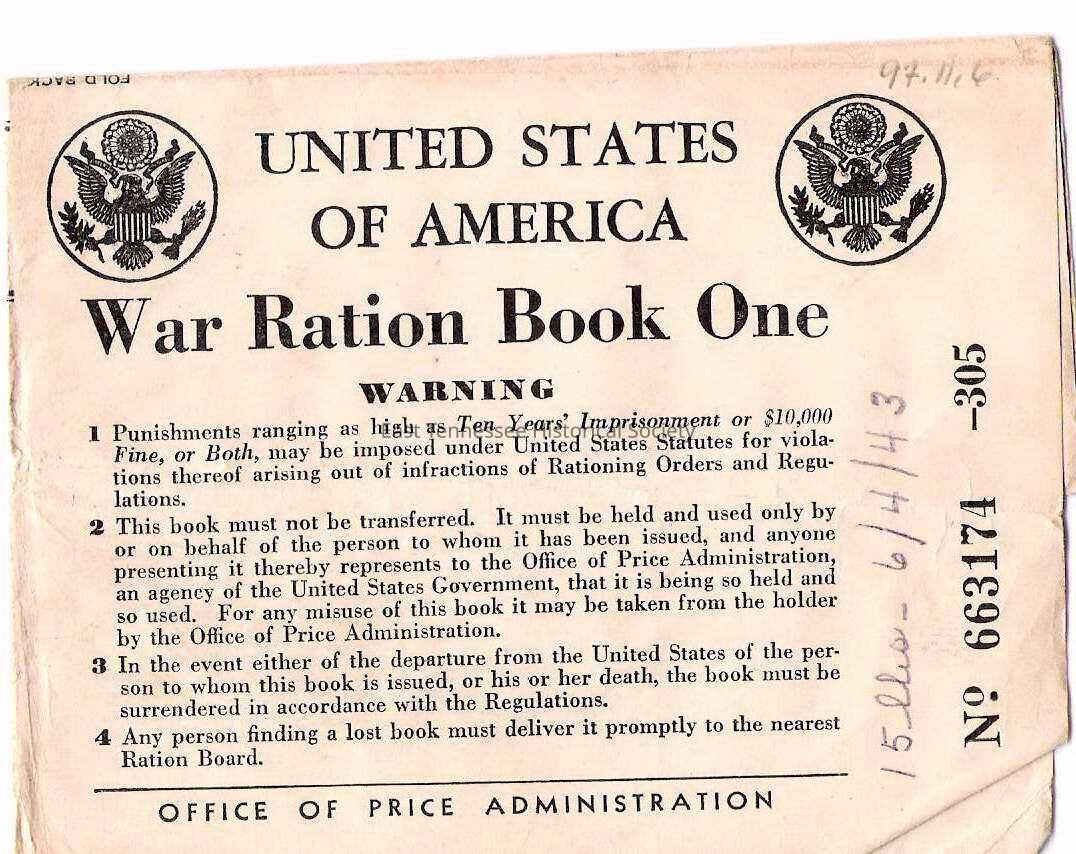 FOLD BACK
97.11.6
UNITED STATES
OF AMERICA
War Ration Book One
WARNING
1 Punishments ranging as high as Ten Years' Imprisonment or $10,000
Fine, or Both, may be imposed under United States Statutes for viola-
tions thereof arising out of infractions of Rationing Orders and Regu-
lations.
2 This book must not be transferred. It must be held and used only by
or on behalf of the person to whom it has been issued, and anyone
presenting it thereby represents to the Office of Price Administration,
an agency of the United States Government, that it is being so held and
so used. For any misuse of this book it may be taken from the holder
by the Office of Price Administration.
3 In the event either of the departure from the United States of the per-
son to whom this book is issued, or his or her death, the book must be
surrendered in accordance with the Regulations.
4 Any person finding a lost book must deliver it promptly to the nearest
Ration Board.
OFFICE OF PRICE ADMINISTRATION
East Tennessee Historical Society
15 - 6/4/43
Nº 663174 -305